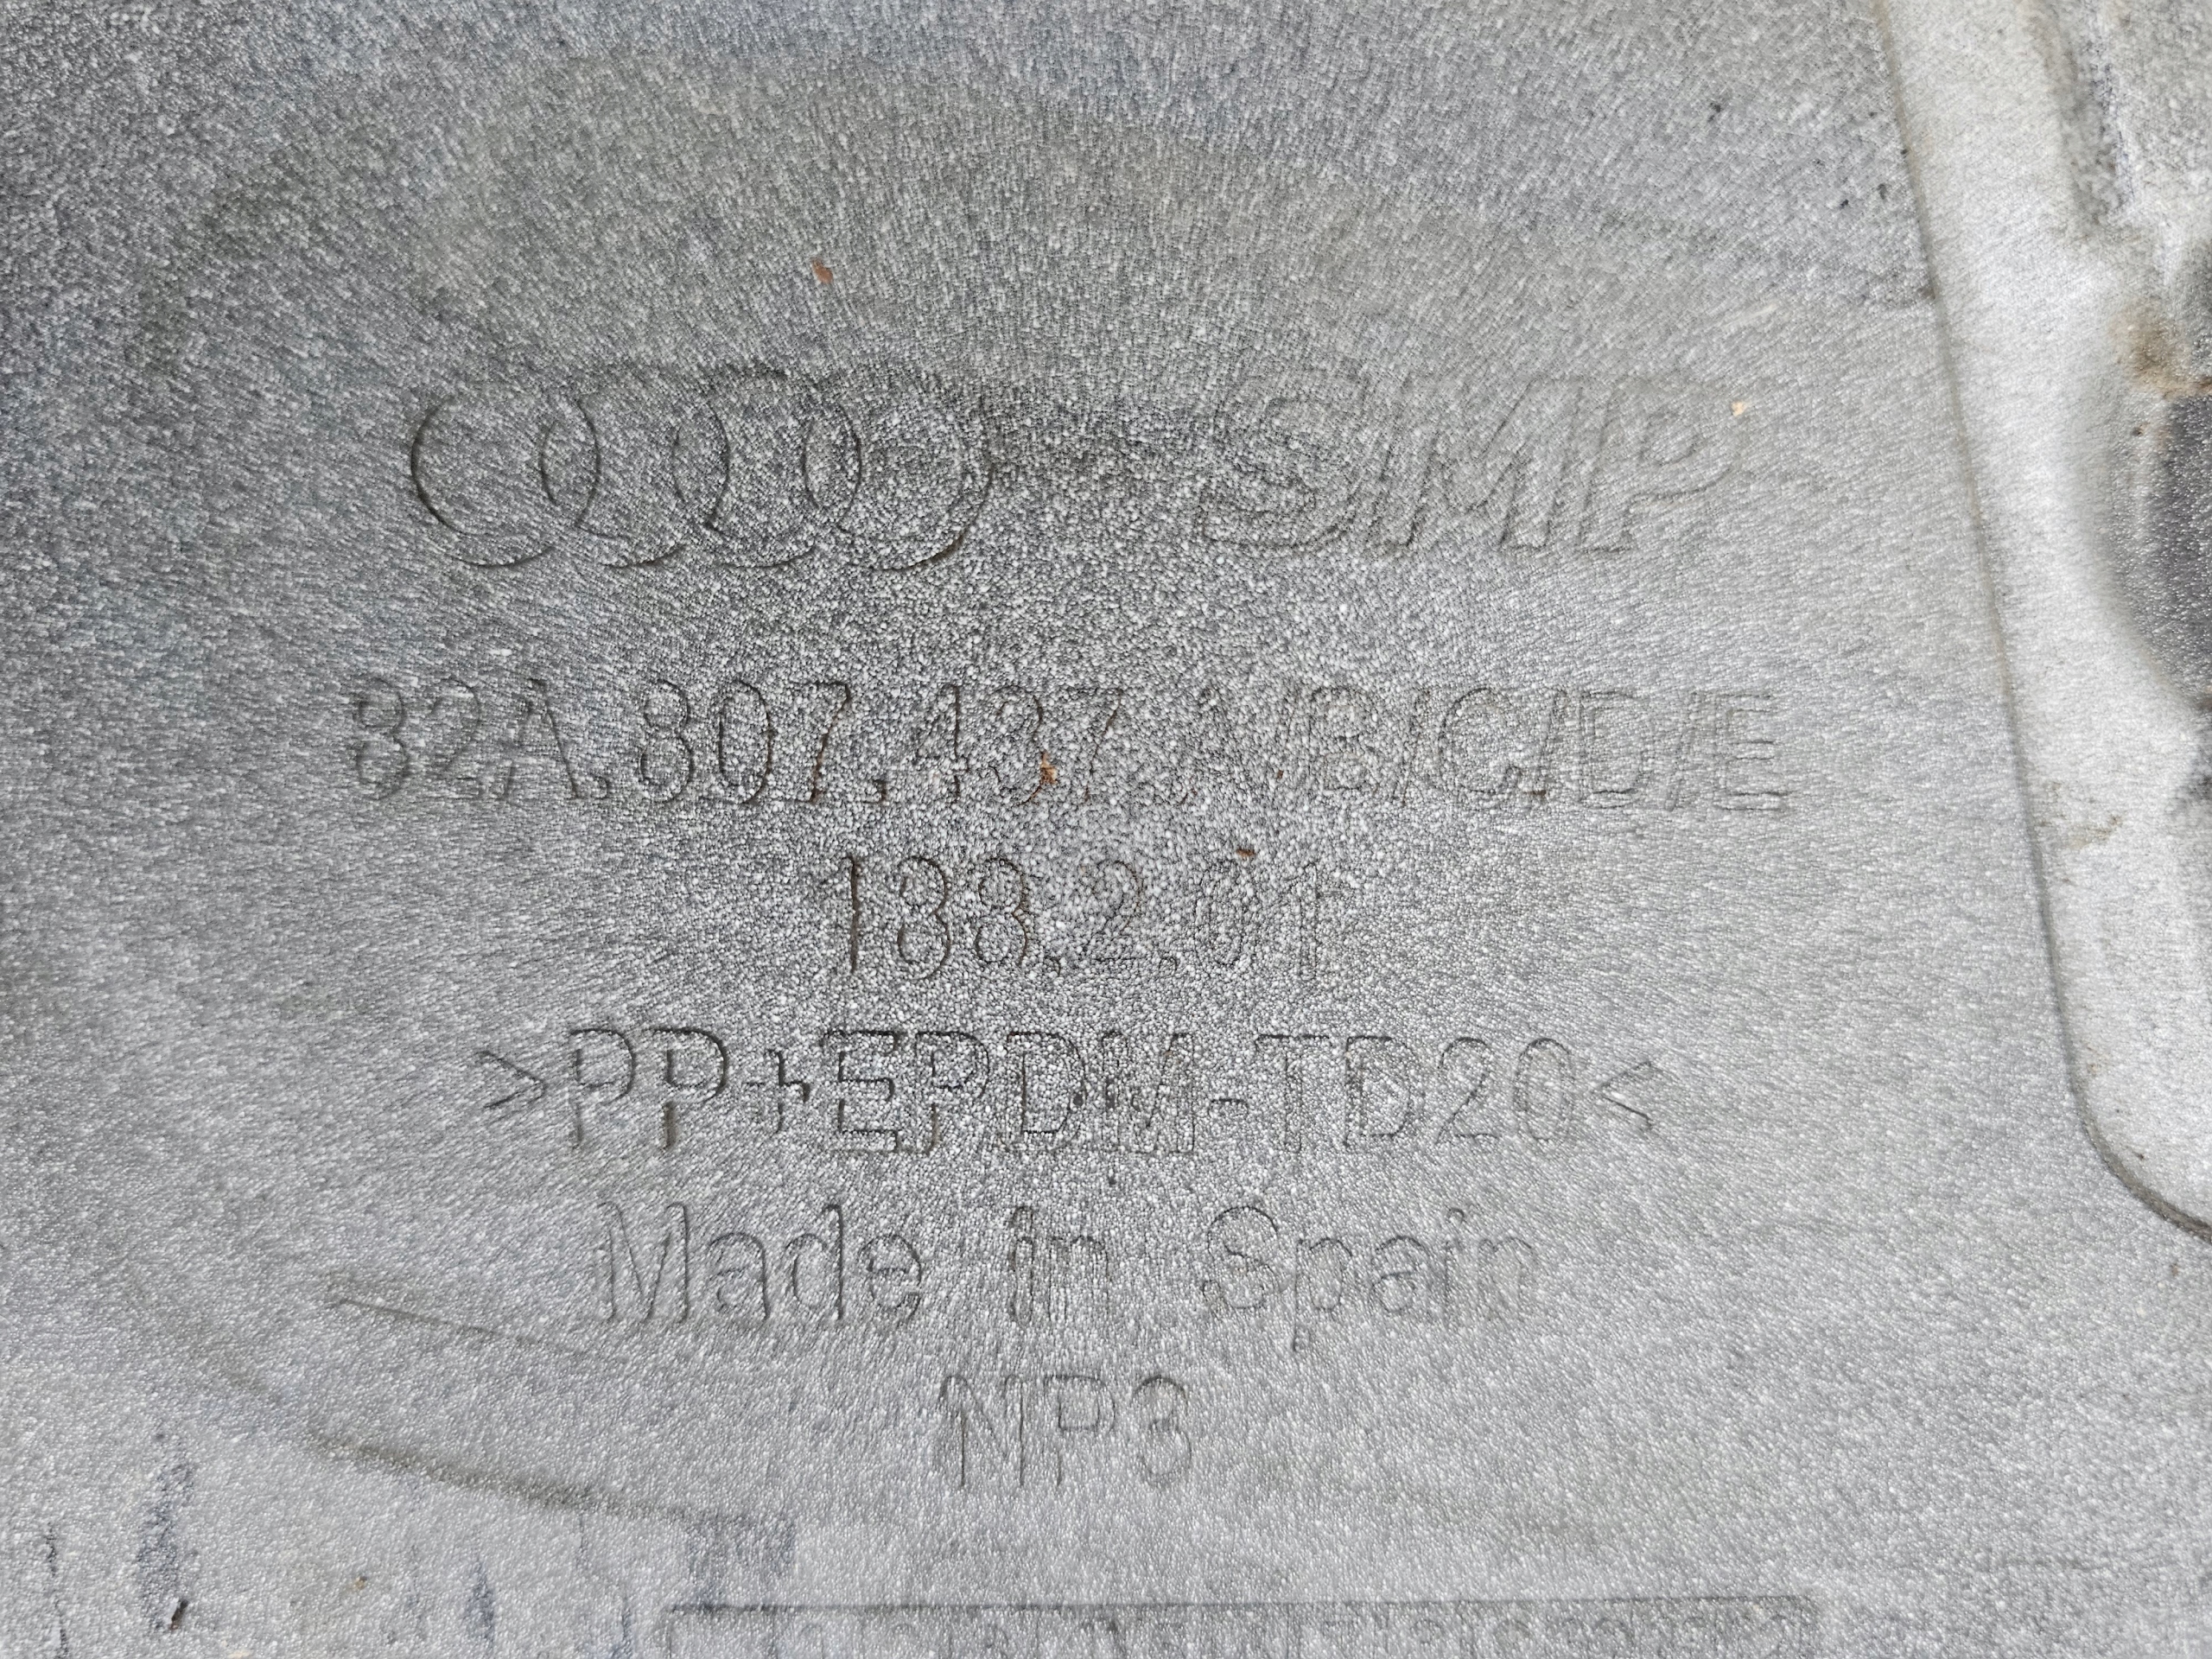 SMP
82A.807.437.A/B/C/D/E
188.2.01
>PP+EPDM-TD20<
Made in Spain
NP3